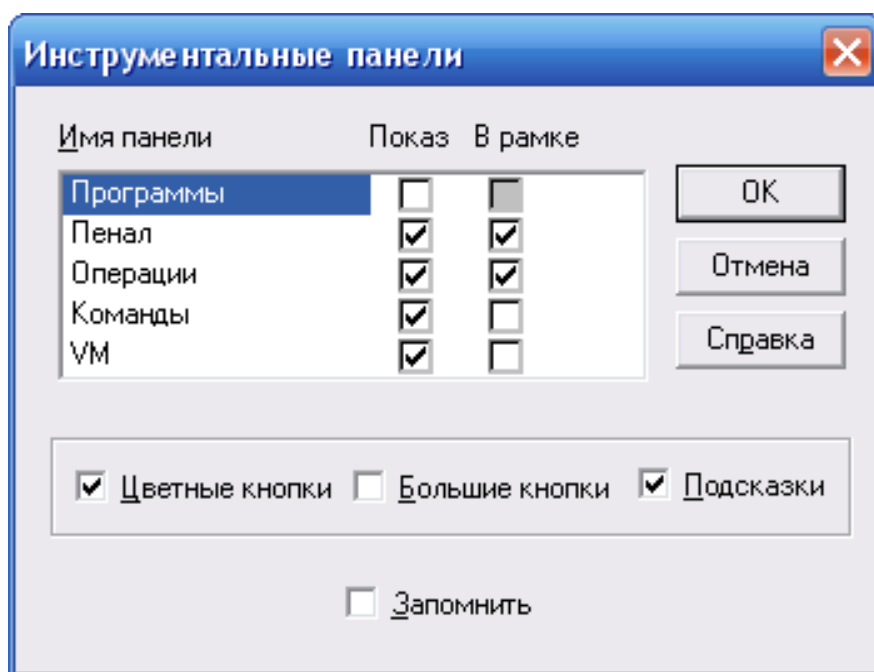 Инструментальные панели
Имя панели Показ В рамке
Программы
Пенал
Операции
Команды
VM
OK
Отмена
Справка
Цветные кнопки Большие кнопки Подсказки
Запомнить